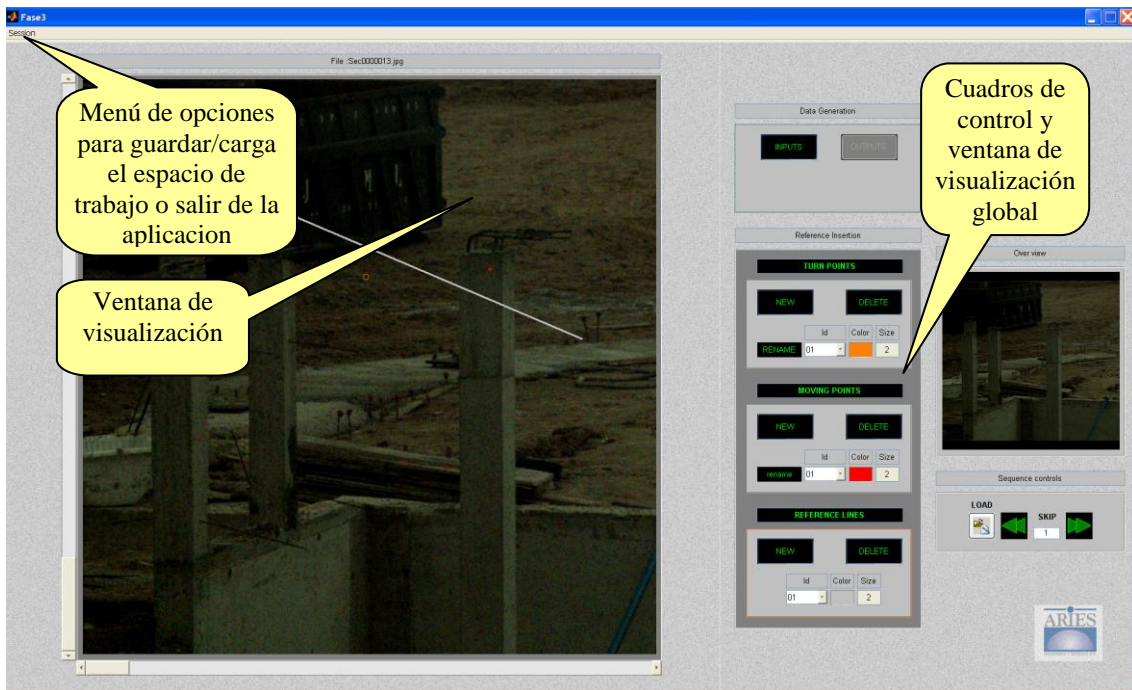 Fase3
Session
File :Sec0000013.jpg
Menú de opciones
para guardar/carga
el espacio de
trabajo o salir de la
aplicacion
Ventana de
visualización
Cuadros de
control y
ventana de
visualización
global
Data Generation
INPUTS
OUTPUTS
Reference Insertion
TURN POINTS
NEW
DELETE
Id Color Size
RENAME 01 2
MOVING POINTS
NEW
DELETE
Id Color Size
rename 01 2
REFERENCE LINES
NEW
DELETE
Id Color Size
01 2
Over view
Sequence controls
LOAD
SKIP
1
ARIES